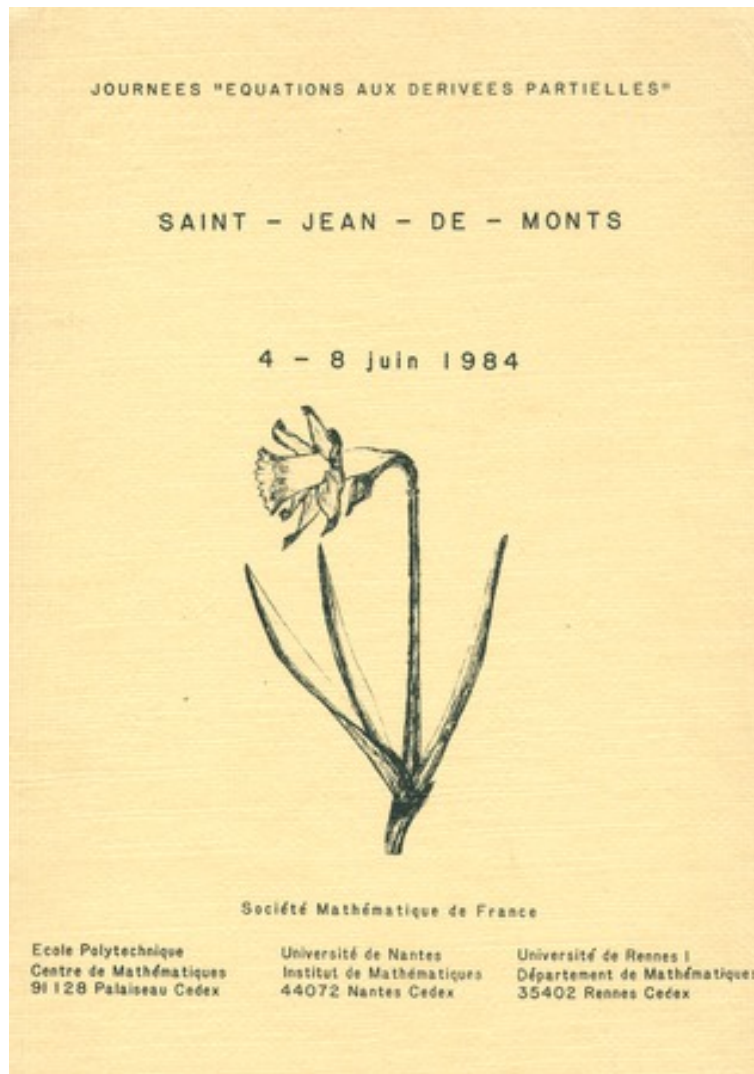 JOURNEES "EQUATIONS AUX DERIVEES PARTIELLES"
SAINT - JEAN - DE - MONTS
4 - 8 juin 1984
Société Mathématique de France
Ecole Polytechnique
Centre de Mathématiques
91128 Palaiseau Cedex
Université de Nantes
Institut de Mathématiques
44072 Nantes Cedex
Université de Rennes I
Département de Mathématiques
35402 Rennes Cedex